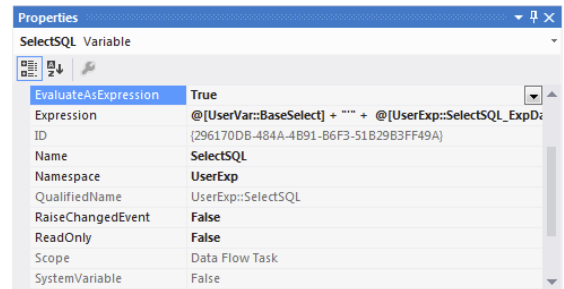 Properties
SelectSQL Variable
EvaluateAsExpression True
Expression @[UserVar::BaseSelect] + "'" + @[UserExp::SelectSQL_ExpDa
ID {296170DB-484A-4B91-B6F3-51B29B3FF49A}
Name SelectSQL
Namespace UserExp
QualifiedName UserExp::SelectSQL
RaiseChangedEvent False
ReadOnly False
Scope Data Flow Task
SystemVariable False